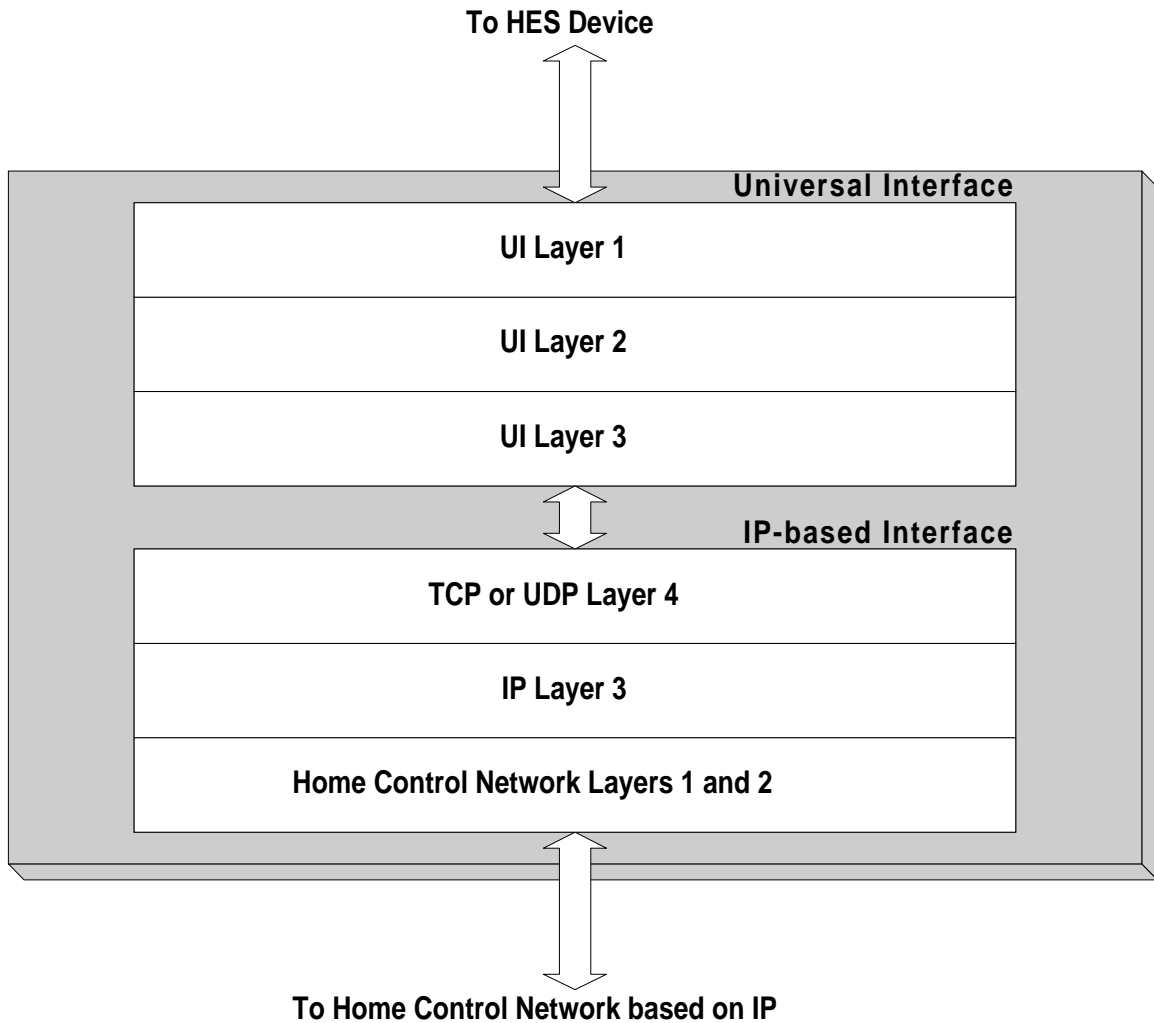 To HES Device
Universal Interface
UI Layer 1
UI Layer 2
UI Layer 3
IP-based Interface
TCP or UDP Layer 4
IP Layer 3
Home Control Network Layers 1 and 2
To Home Control Network based on IP